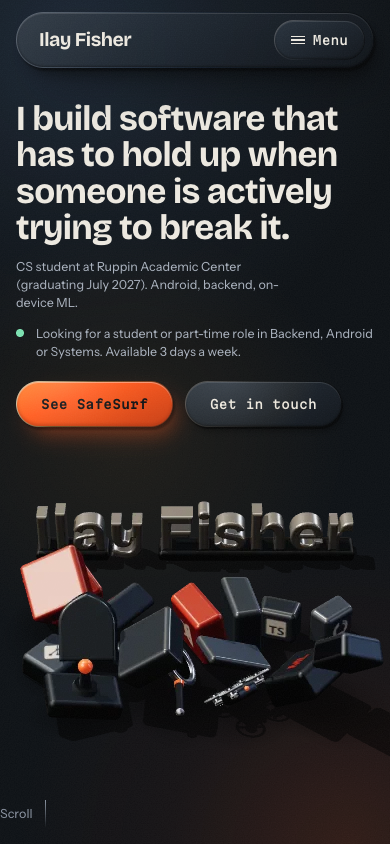 Ilay Fisher
Menu
I build software that
has to hold up when
someone is actively
trying to break it.
CS student at Ruppin Academic Center
(graduating July 2027). Android, backend, on-
device ML.
Looking for a student or part-time role in Backend, Android
or Systems. Available 3 days a week.
See SafeSurf
Get in touch
Ilay Fisher
TS
Scroll